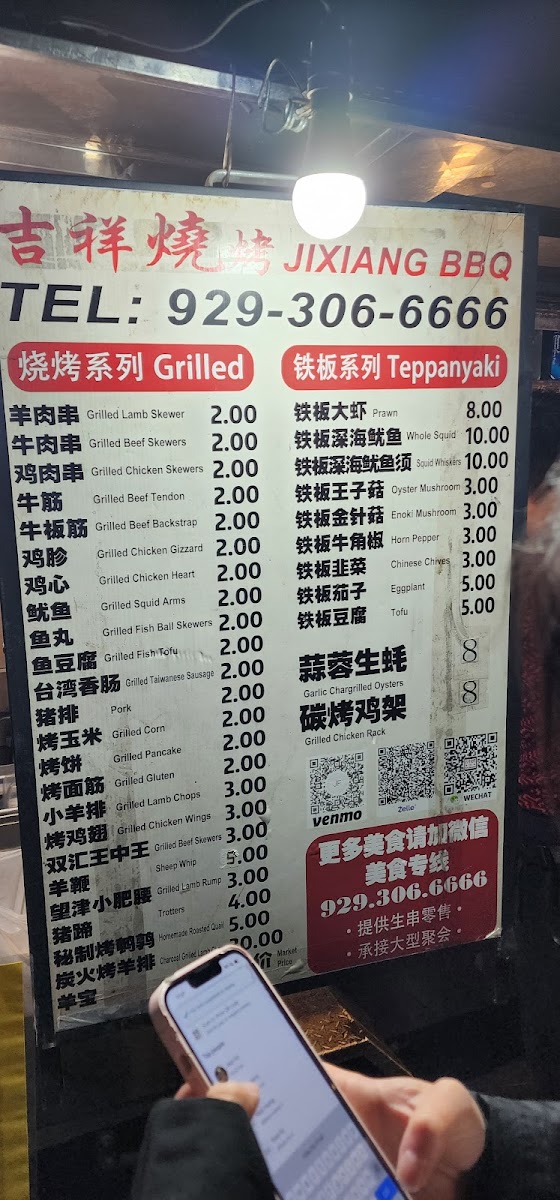 吉祥燒烤 JIXIANG BBQ
TEL: 929-306-6666
烧烤系列 Grilled
羊肉串 Grilled Lamb Skewer 2.00
牛肉串 Grilled Beef Skewers 2.00
鸡肉串 Grilled Chicken Skewers 2.00
牛筋 Grilled Beef Tendon 2.00
牛板筋 Grilled Beef Backstrap 2.00
鸡胗 Grilled Chicken Gizzard 2.00
鸡心 Grilled Chicken Heart 2.00
鱿鱼 Grilled Squid Arms 2.00
鱼丸 Grilled Fish Ball Skewers 2.00
鱼豆腐 Grilled Fish Tofu 2.00
台湾香肠 Grilled Taiwanese Sausage 2.00
猪排 Pork 2.00
烤玉米 Grilled Corn 2.00
烤饼 Grilled Pancake 2.00
烤面筋 Grilled Gluten 2.00
小羊排 Grilled Lamb Chops 3.00
烤鸡翅 Grilled Chicken Wings 3.00
双汇王中王 Grilled Beef Skewers 3.00
羊鞭 Sheep Whip 5.00
望津小肥腰 Grilled Lamb Rump 3.00
猪蹄 Trotters 4.00
秘制烤鹌鹑 Homemade Roasted Quail 5.00
炭火烤羊排 Charcoal Grilled
羊宝 价 Market Price
铁板系列 Teppanyaki
铁板大虾 Prawn 8.00
铁板深海鱿鱼 Whole Squid 10.00
铁板深海鱿鱼须 Squid Whiskers 10.00
铁板王子菇 Oyster Mushroom 3.00
铁板金针菇 Enoki Mushroom 3.00
铁板牛角椒 Horn Pepper 3.00
铁板韭菜 Chinese Chives 3.00
铁板茄子 Eggplant 5.00
铁板豆腐 Tofu 5.00
蒜蓉生蚝 8
Garlic Chargrilled Oysters
碳烤鸡架 8
Grilled Chicken Rack
venmo Zelle WECHAT
更多美食请加微信
美食专线
929.306.6666
· 提供生串零售 ·
· 承接大型聚会 ·